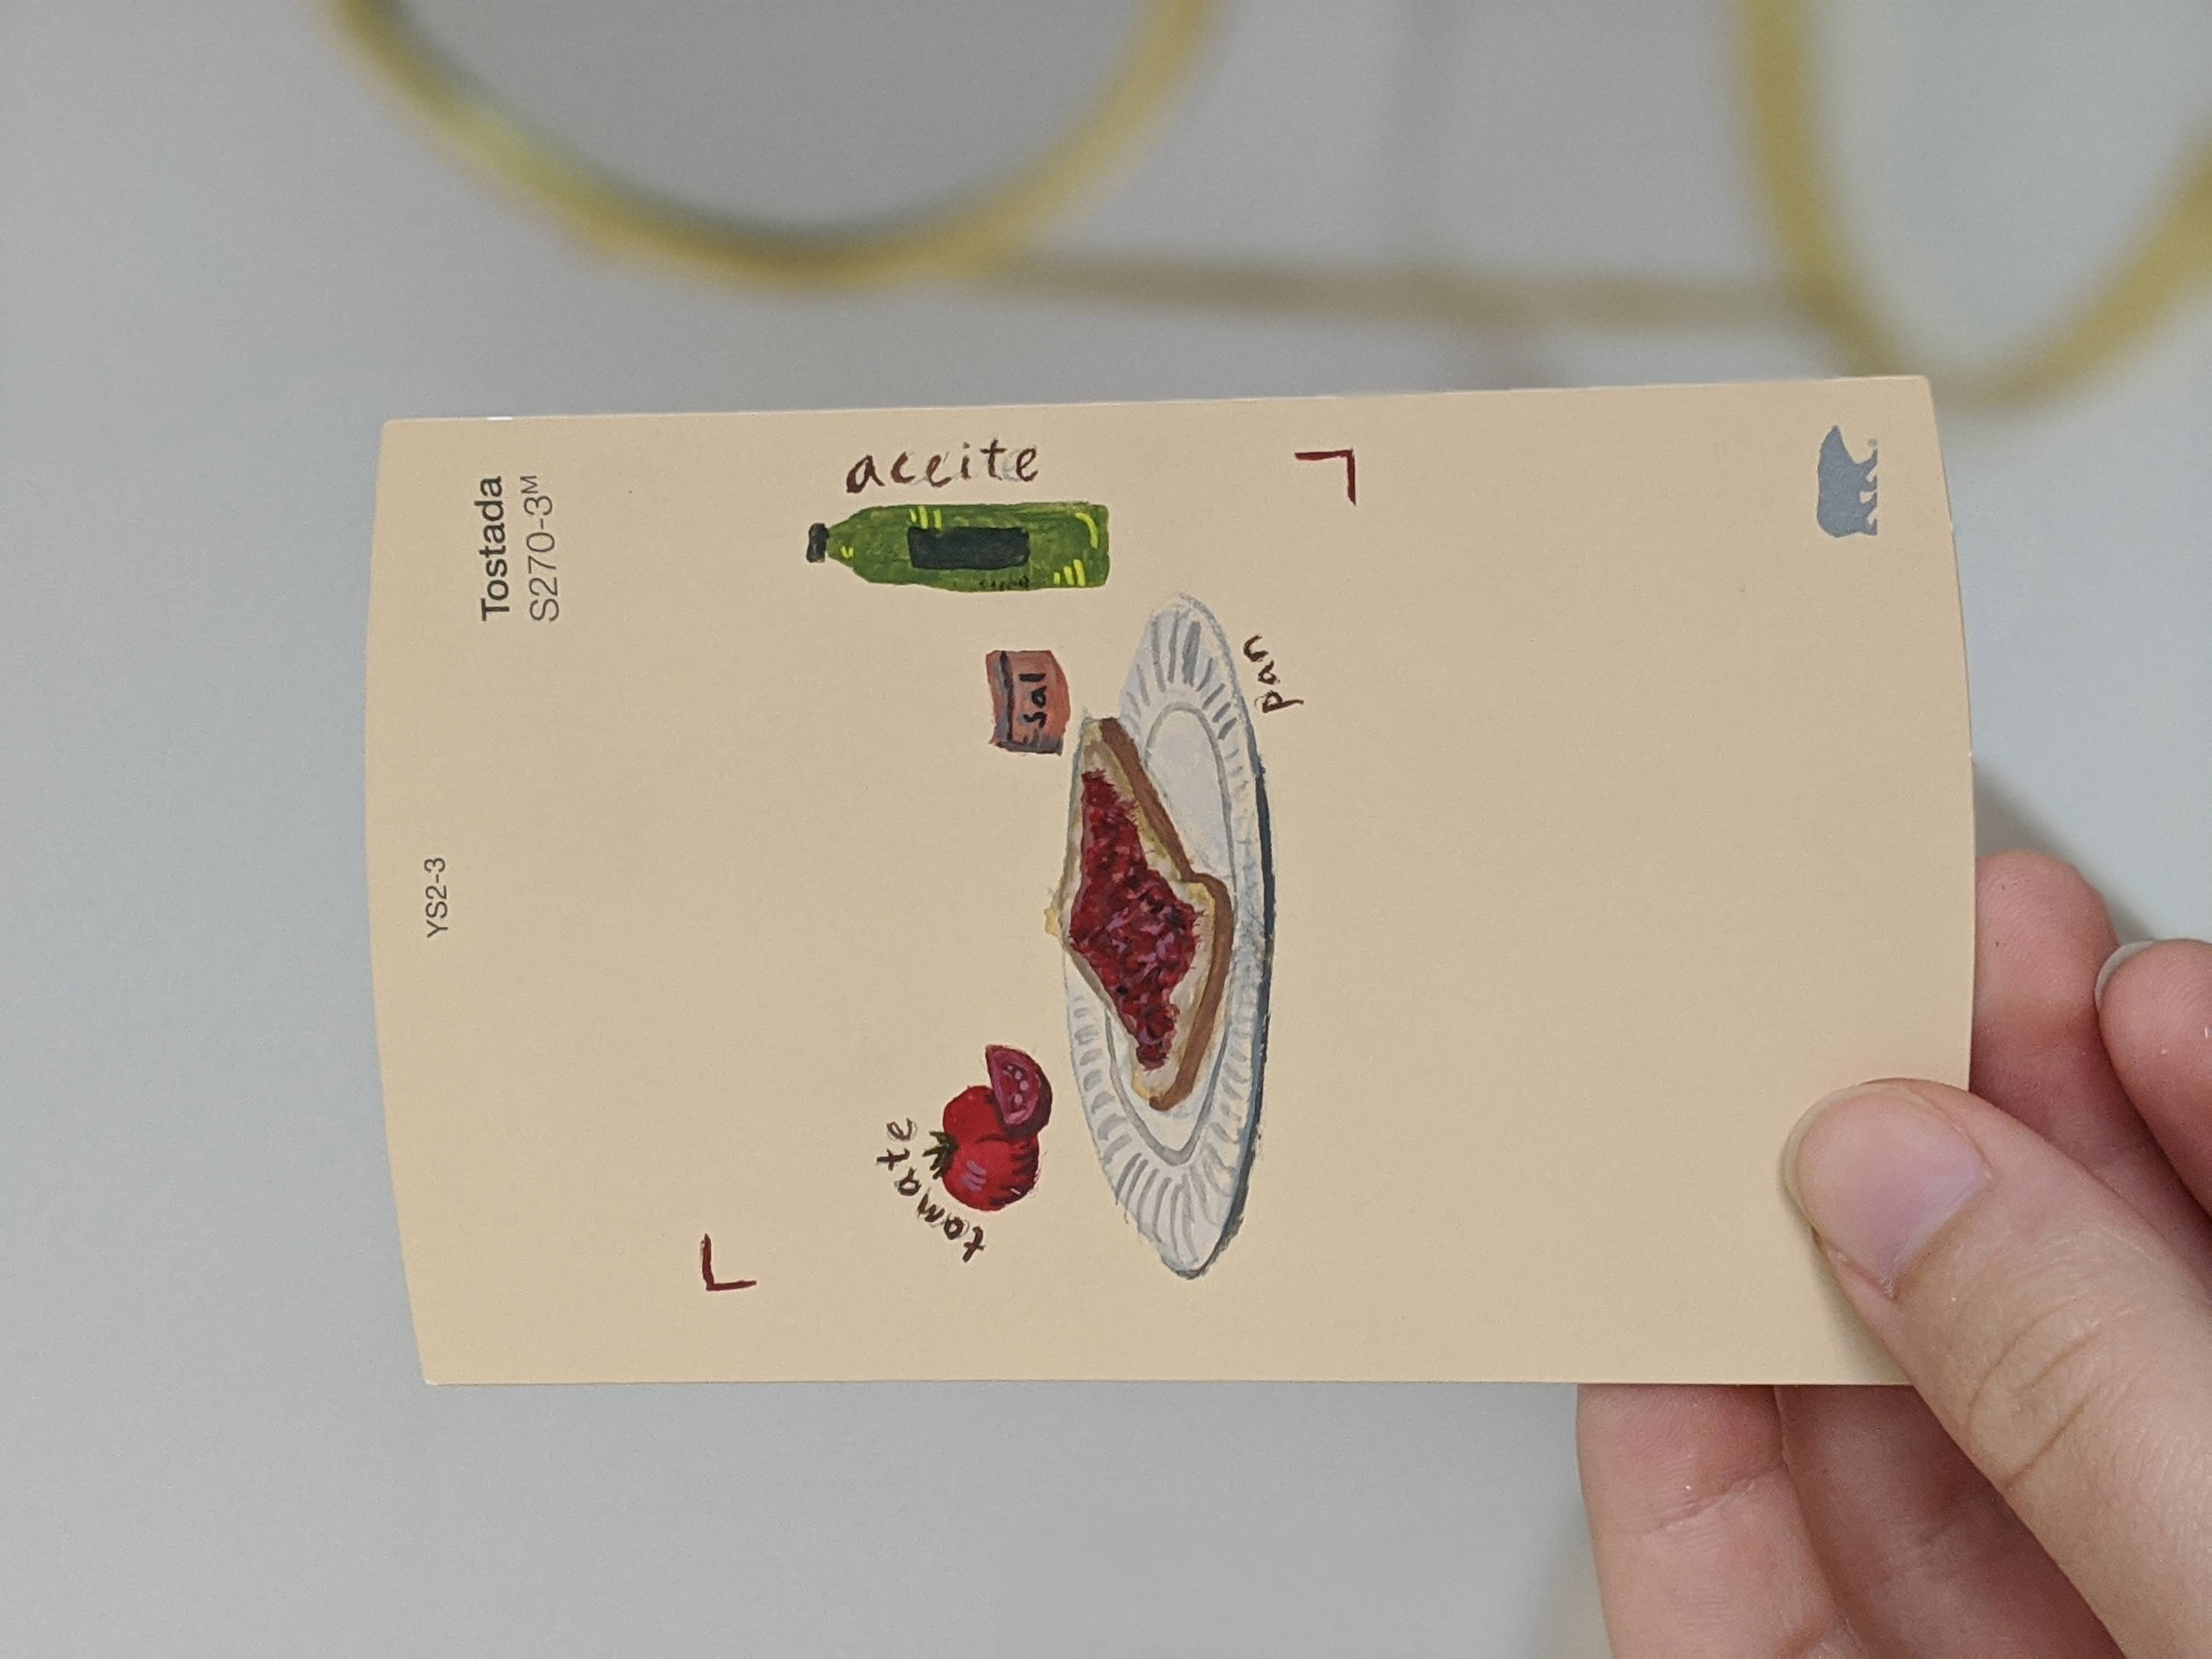 YS2-3
Tostada
S270-3ᴹ
tomate
aceite
sal
pan